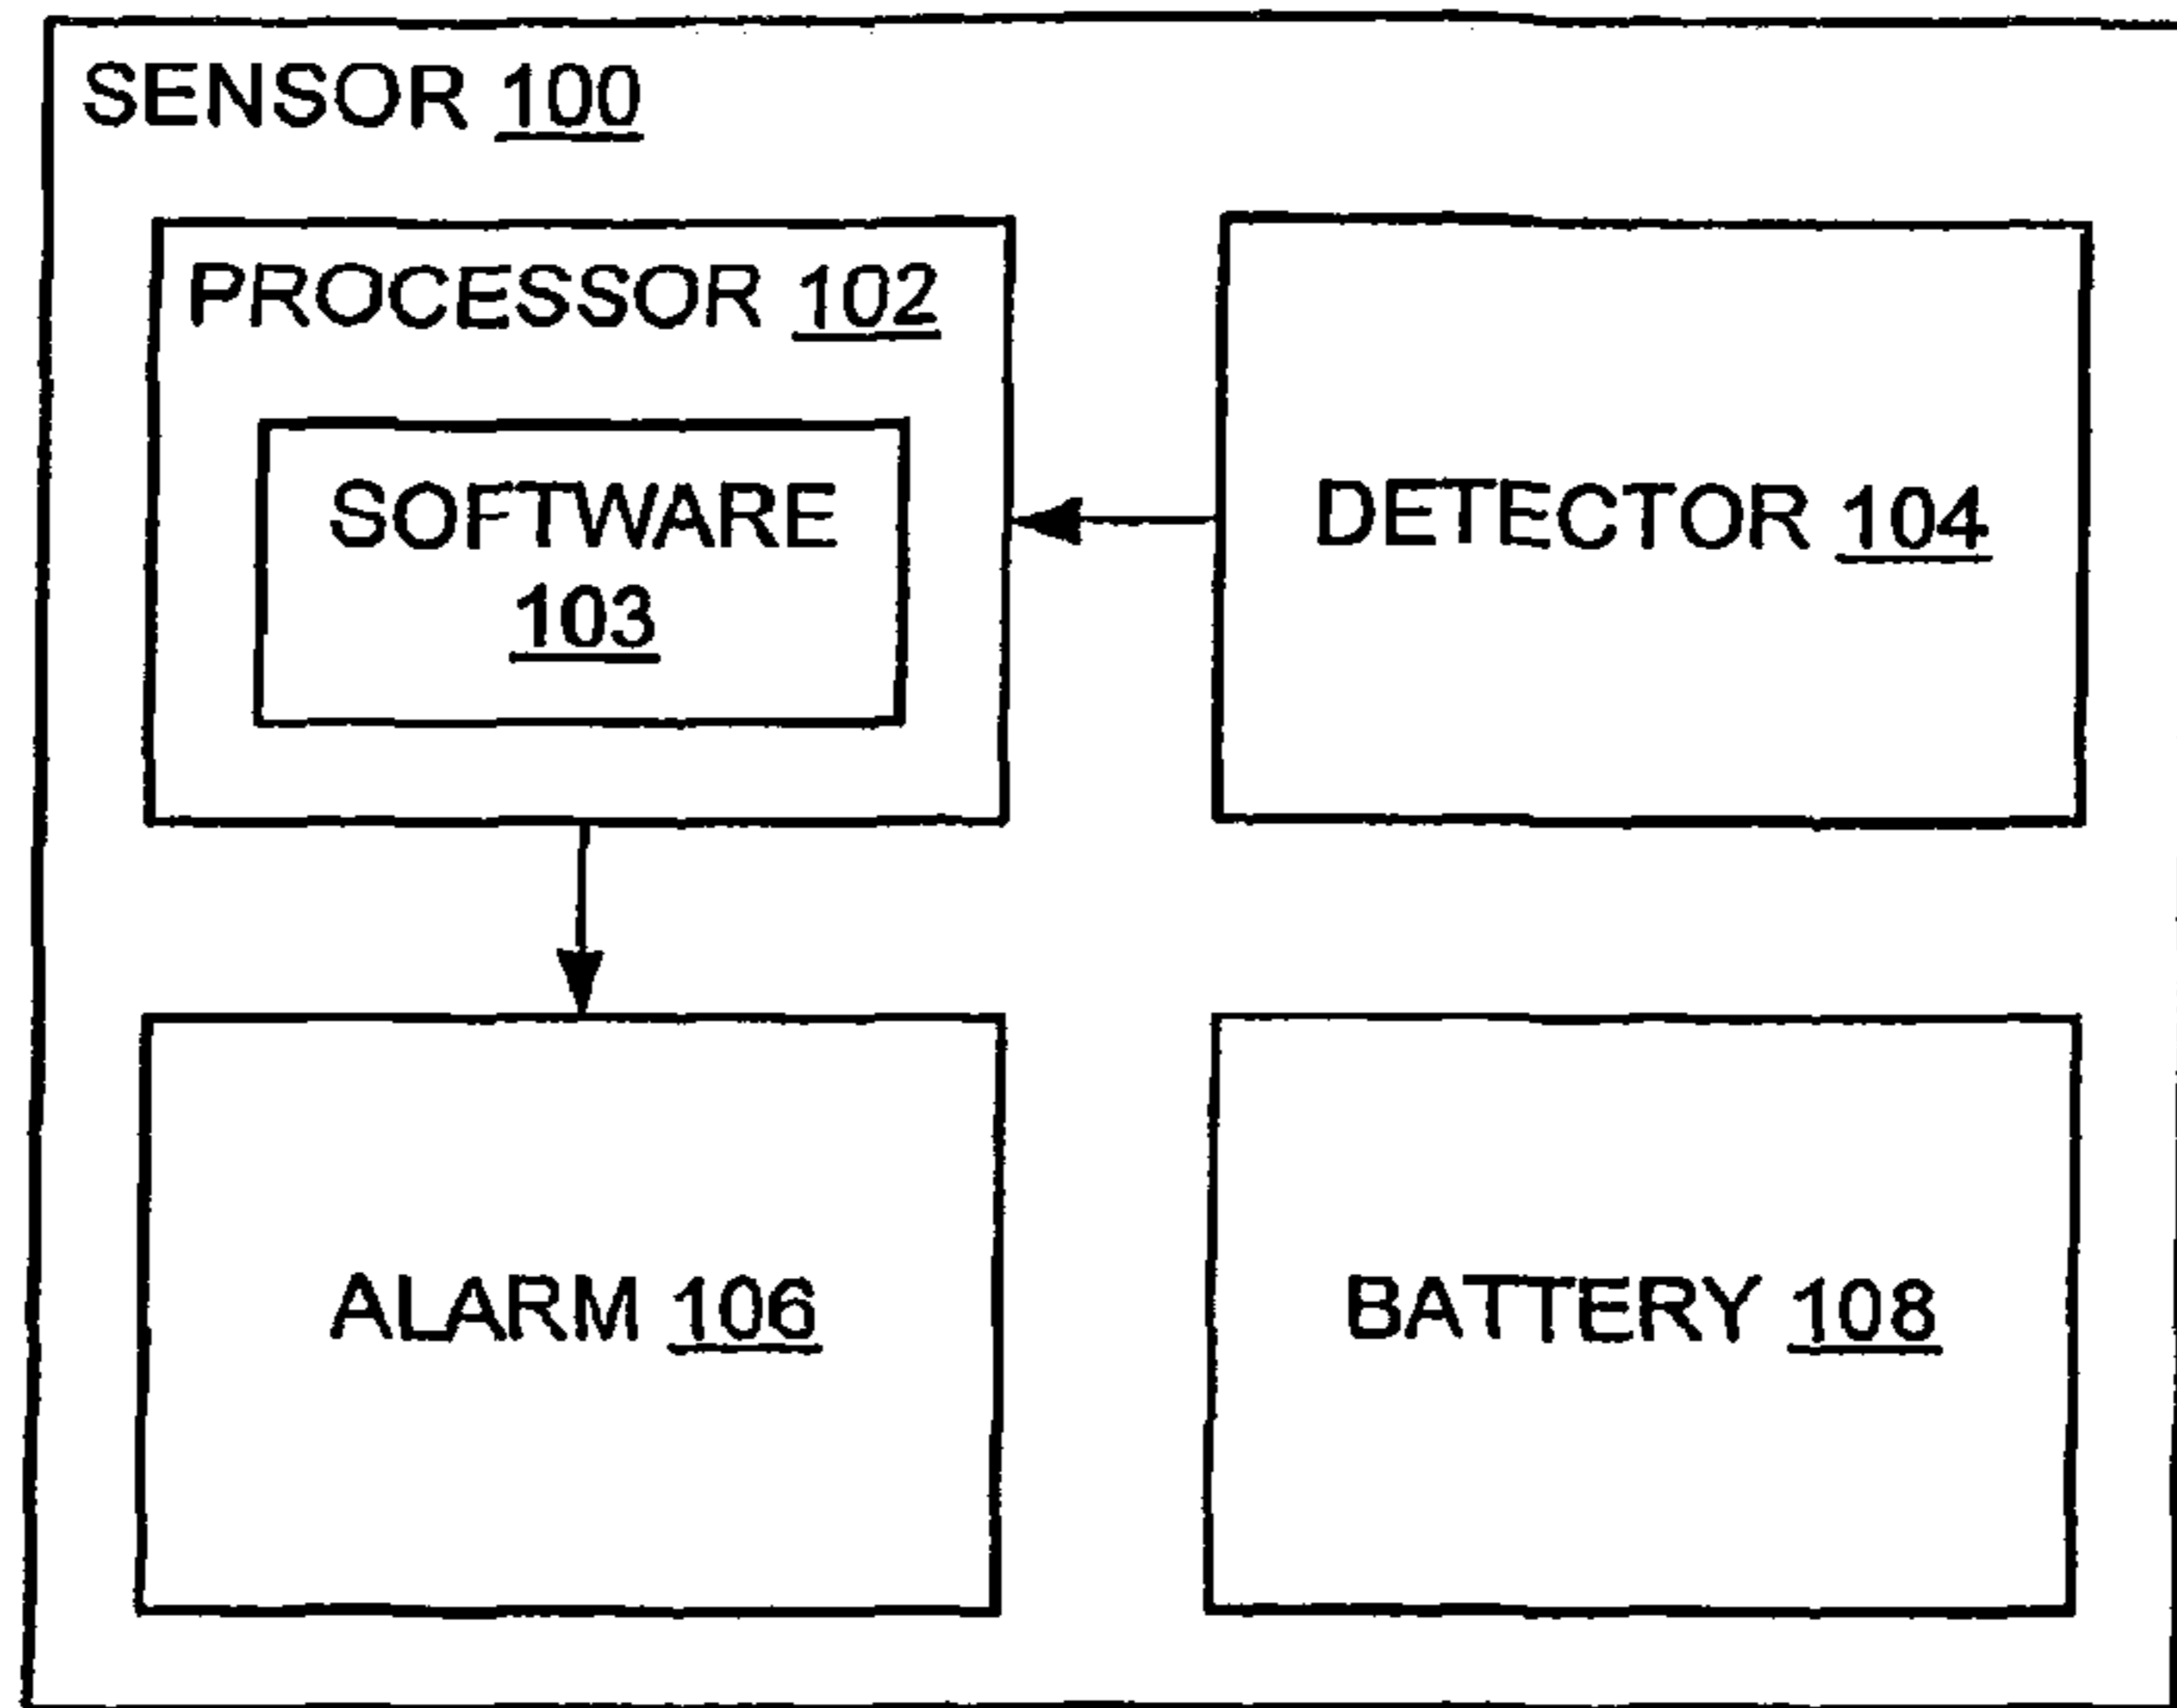 SENSOR 100
PROCESSOR 102
SOFTWARE
103
DETECTOR 104
ALARM 106
BATTERY 108